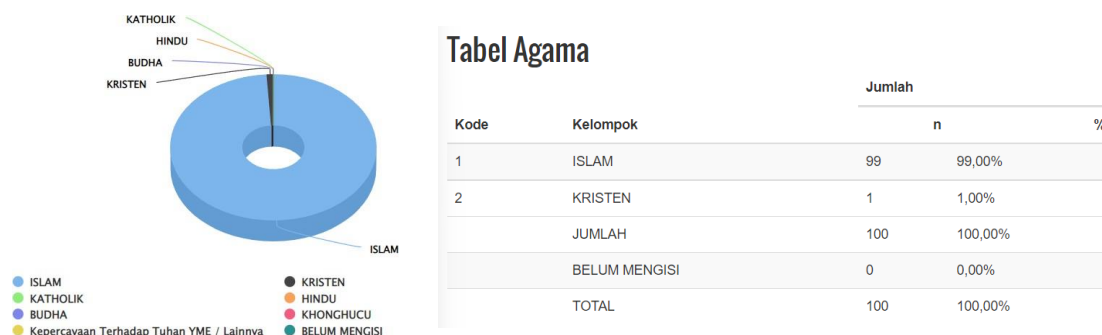 KATHOLIK
HINDU
BUDHA
KRISTEN
ISLAM
ISLAM KRISTEN
KATHOLIK HINDU
BUDHA KHONGHUCU
Kepercayaan Terhadap Tuhan YME / Lainnya BELUM MENGISI
Tabel Agama
Jumlah
Kode Kelompok n %
1 ISLAM 99 99,00%
2 KRISTEN 1 1,00%
JUMLAH 100 100,00%
BELUM MENGISI 0 0,00%
TOTAL 100 100,00%